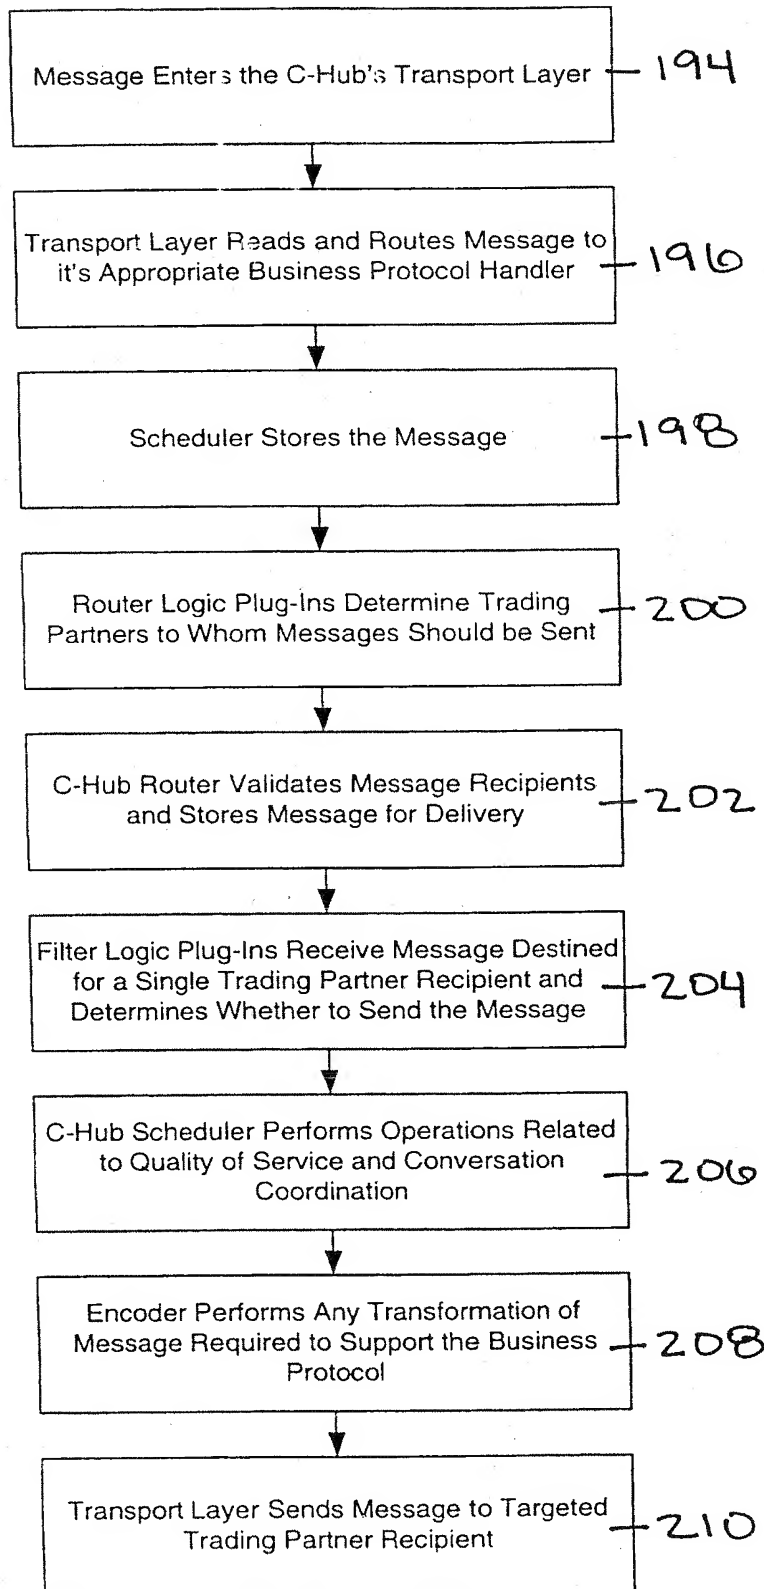 Message Enters the C-Hub's Transport Layer
194
Transport Layer Reads and Routes Message to
it's Appropriate Business Protocol Handler
196
Scheduler Stores the Message
198
Router Logic Plug-Ins Determine Trading
Partners to Whom Messages Should be Sent
200
C-Hub Router Validates Message Recipients
and Stores Message for Delivery
202
Filter Logic Plug-Ins Receive Message Destined
for a Single Trading Partner Recipient and
Determines Whether to Send the Message
204
C-Hub Scheduler Performs Operations Related
to Quality of Service and Conversation
Coordination
206
Encoder Performs Any Transformation of
Message Required to Support the Business
Protocol
208
Transport Layer Sends Message to Targeted
Trading Partner Recipient
210